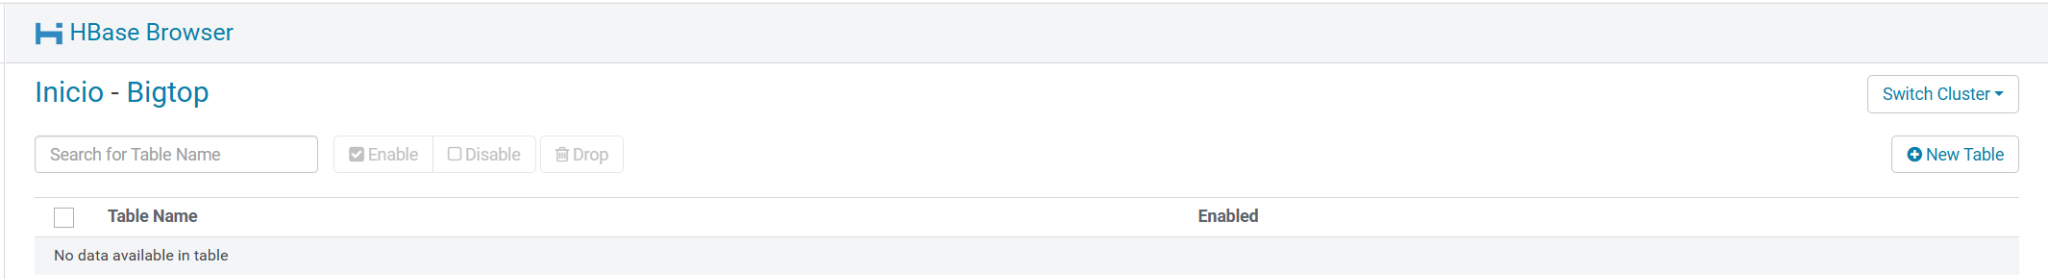 HBase Browser
Inicio - Bigtop
Switch Cluster
Search for Table Name
Enable
Disable
Drop
New Table
Table Name
Enabled
No data available in table